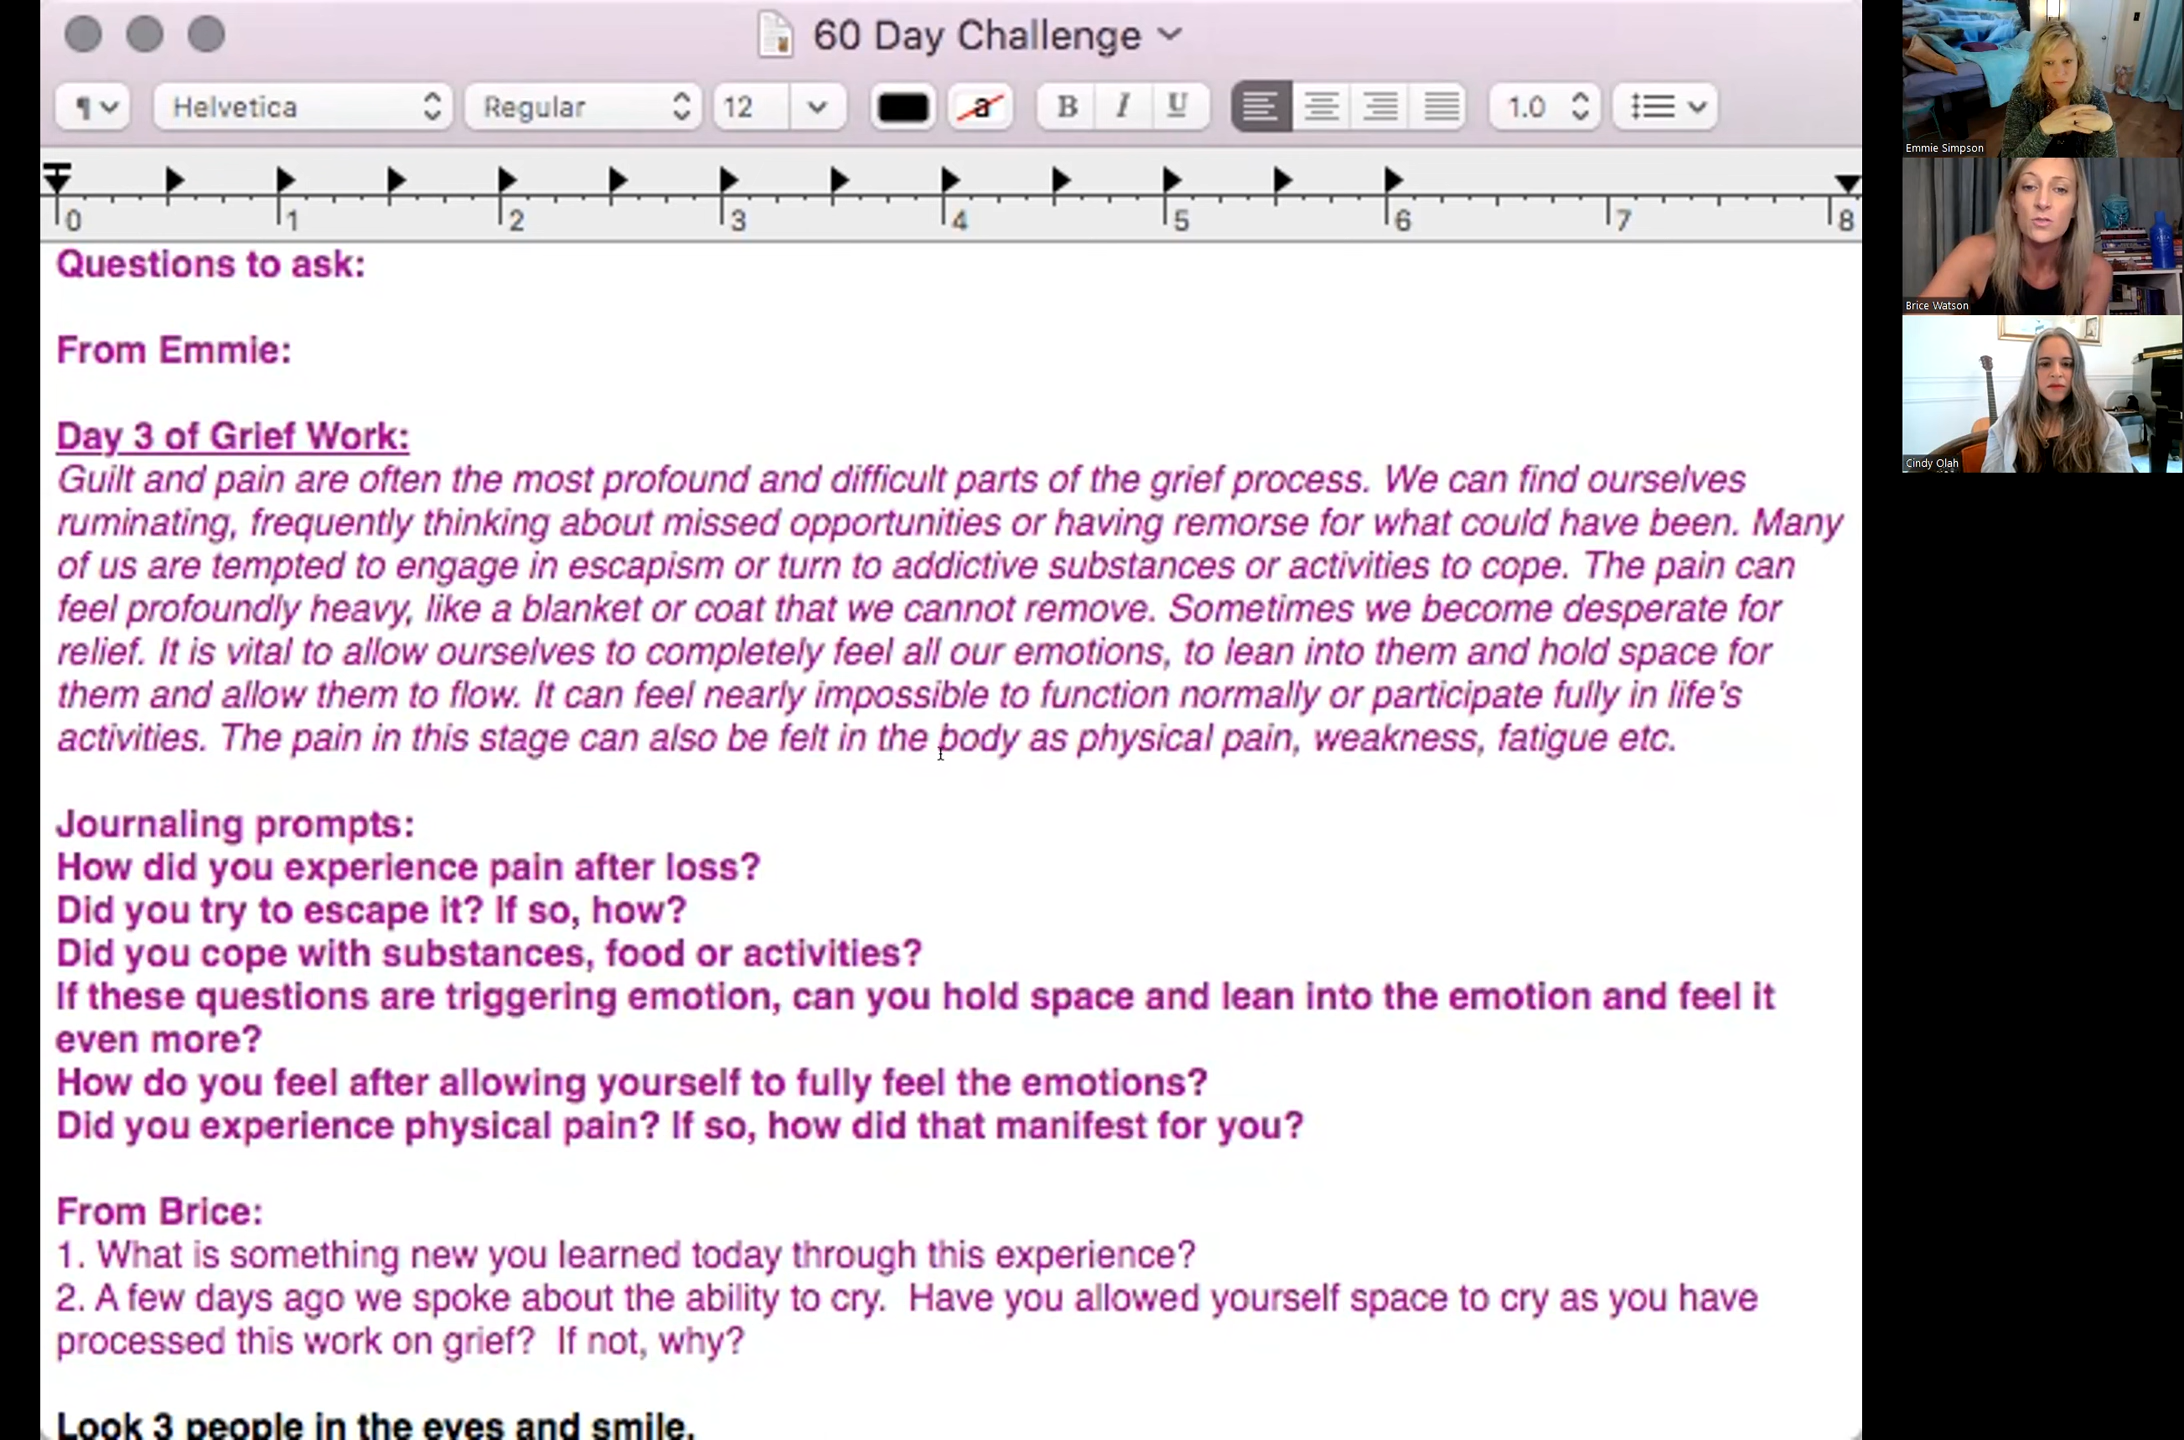 60 Day Challenge
¶ Helvetica Regular 12 a B I U 1.0
0 1 2 3 4 5 6 7 8
Questions to ask:
From Emmie:
Day 3 of Grief Work:
Guilt and pain are often the most profound and difficult parts of the grief process. We can find ourselves
ruminating, frequently thinking about missed opportunities or having remorse for what could have been. Many
of us are tempted to engage in escapism or turn to addictive substances or activities to cope. The pain can
feel profoundly heavy, like a blanket or coat that we cannot remove. Sometimes we become desperate for
relief. It is vital to allow ourselves to completely feel all our emotions, to lean into them and hold space for
them and allow them to flow. It can feel nearly impossible to function normally or participate fully in life's
activities. The pain in this stage can also be felt in the body as physical pain, weakness, fatigue etc.
Journaling prompts:
How did you experience pain after loss?
Did you try to escape it? If so, how?
Did you cope with substances, food or activities?
If these questions are triggering emotion, can you hold space and lean into the emotion and feel it
even more?
How do you feel after allowing yourself to fully feel the emotions?
Did you experience physical pain? If so, how did that manifest for you?
From Brice:
1. What is something new you learned today through this experience?
2. A few days ago we spoke about the ability to cry.  Have you allowed yourself space to cry as you have
processed this work on grief?  If not, why?
Look 3 people in the eyes and smile.
Emmie Simpson
Brice Watson
Cindy Olah